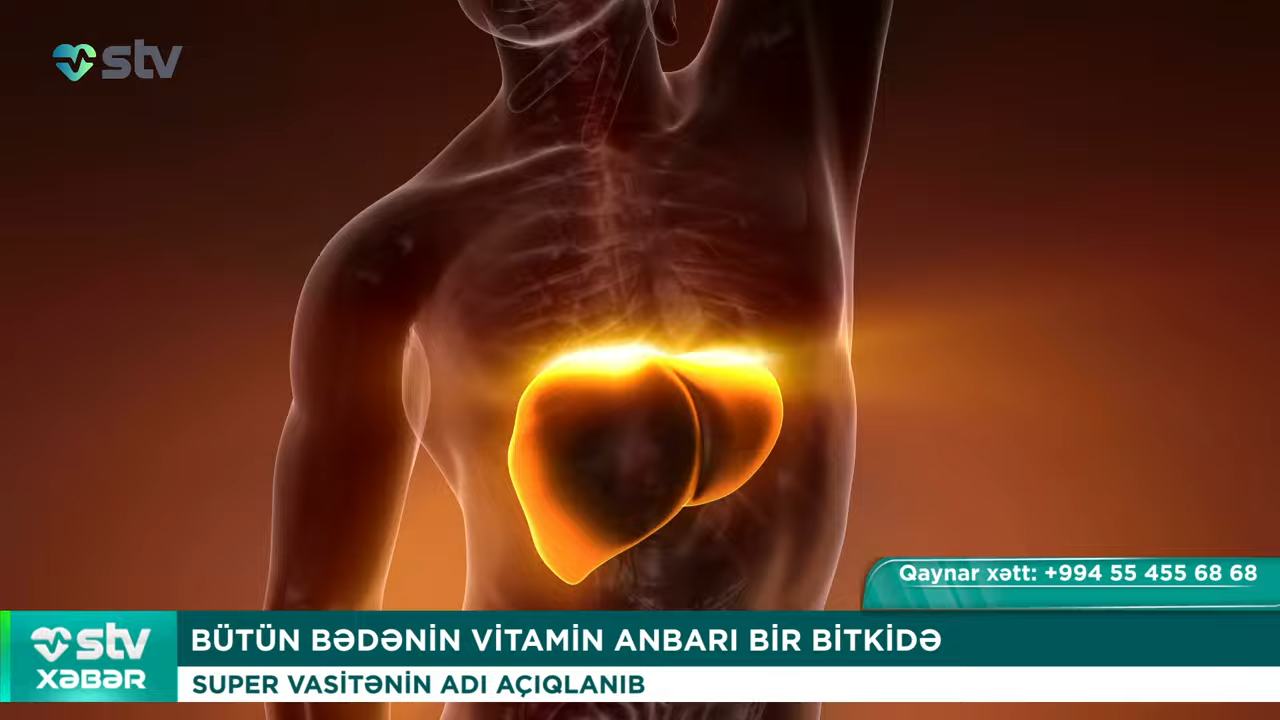 stv
Qaynar xətt: +994 55 455 68 68
stv
XƏBƏR
BÜTÜN BƏDƏNİN VİTAMİN ANBARI BİR BİTKİDƏ
SUPER VASİTƏNİN ADI AÇIQLANIB